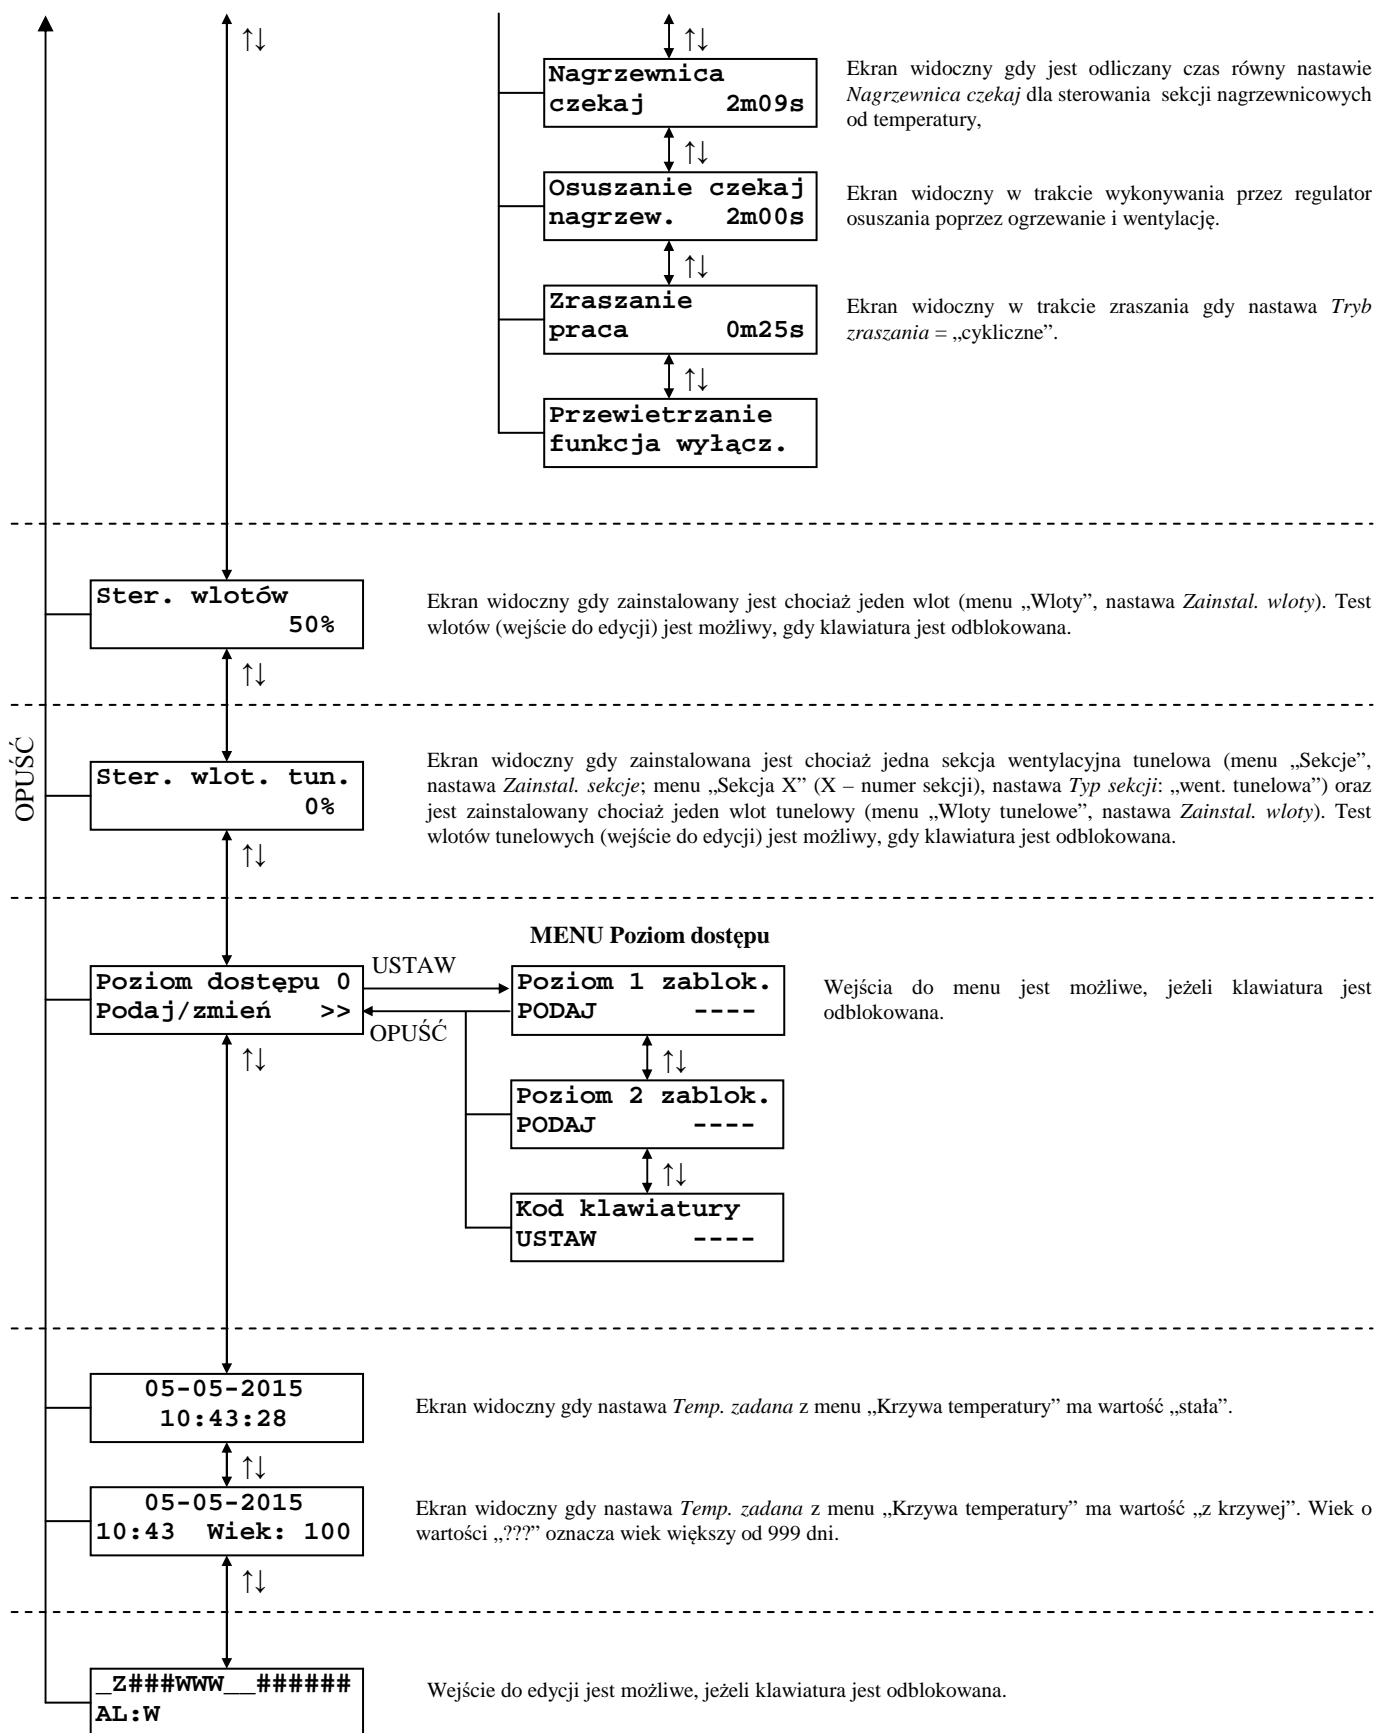 ↑↓
↑↓
Nagrzewnica
czekaj 2m09s
Ekran widoczny gdy jest odliczany czas równy nastawie
Nagrzewnica czekaj dla sterowania sekcji nagrzewnicowych
od temperatury,
↑↓
Osuszanie czekaj
nagrzew. 2m00s
Ekran widoczny w trakcie wykonywania przez regulator
osuszania poprzez ogrzewanie i wentylację.
↑↓
Zraszanie
praca 0m25s
Ekran widoczny w trakcie zraszania gdy nastawa Tryb
zraszania = „cykliczne”.
↑↓
Przewietrzanie
funkcja wyłącz.
Ster. wlotów
50%
Ekran widoczny gdy zainstalowany jest chociaż jeden wlot (menu „Wloty”, nastawa Zainstal. wloty). Test
wlotów (wejście do edycji) jest możliwy, gdy klawiatura jest odblokowana.
↑↓
OPUŚĆ
Ster. wlot. tun.
0%
Ekran widoczny gdy zainstalowana jest chociaż jedna sekcja wentylacyjna tunelowa (menu „Sekcje”,
nastawa Zainstal. sekcje; menu „Sekcja X” (X – numer sekcji), nastawa Typ sekcji: „went. tunelowa”) oraz
jest zainstalowany chociaż jeden wlot tunelowy (menu „Wloty tunelowe”, nastawa Zainstal. wloty). Test
wlotów tunelowych (wejście do edycji) jest możliwy, gdy klawiatura jest odblokowana.
↑↓
MENU Poziom dostępu
Poziom dostępu 0
Podaj/zmień >>
USTAW
OPUŚĆ
Poziom 1 zablok.
PODAJ ----
Wejścia do menu jest możliwe, jeżeli klawiatura jest
odblokowana.
↑↓
↑↓
Poziom 2 zablok.
PODAJ ----
↑↓
Kod klawiatury
USTAW ----
05-05-2015
10:43:28
Ekran widoczny gdy nastawa Temp. zadana z menu „Krzywa temperatury” ma wartość „stała”.
↑↓
05-05-2015
10:43 Wiek: 100
Ekran widoczny gdy nastawa Temp. zadana z menu „Krzywa temperatury” ma wartość „z krzywej”. Wiek o
wartości „???” oznacza wiek większy od 999 dni.
↑↓
_Z###WWW__######
AL:W
Wejście do edycji jest możliwe, jeżeli klawiatura jest odblokowana.